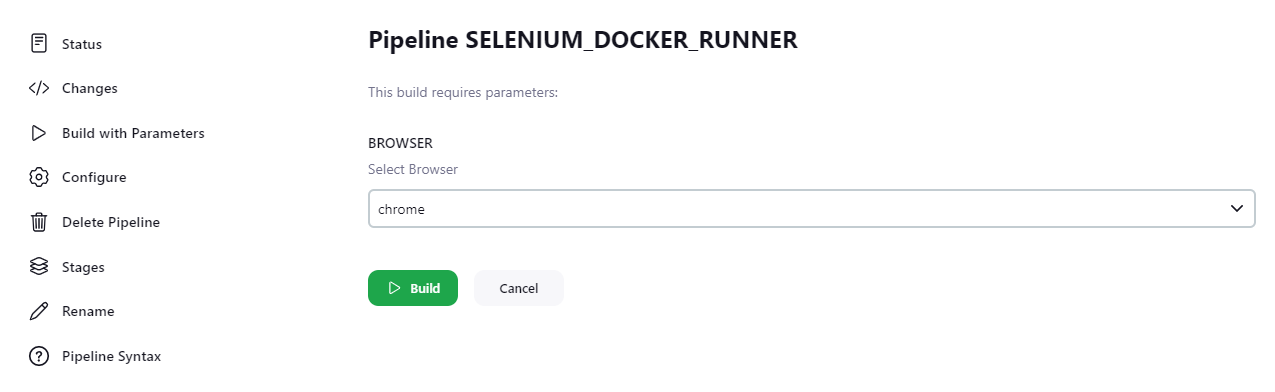 Status
Changes
Build with Parameters
Configure
Delete Pipeline
Stages
Rename
Pipeline Syntax
Pipeline SELENIUM_DOCKER_RUNNER
This build requires parameters:
BROWSER
Select Browser
chrome
Build
Cancel